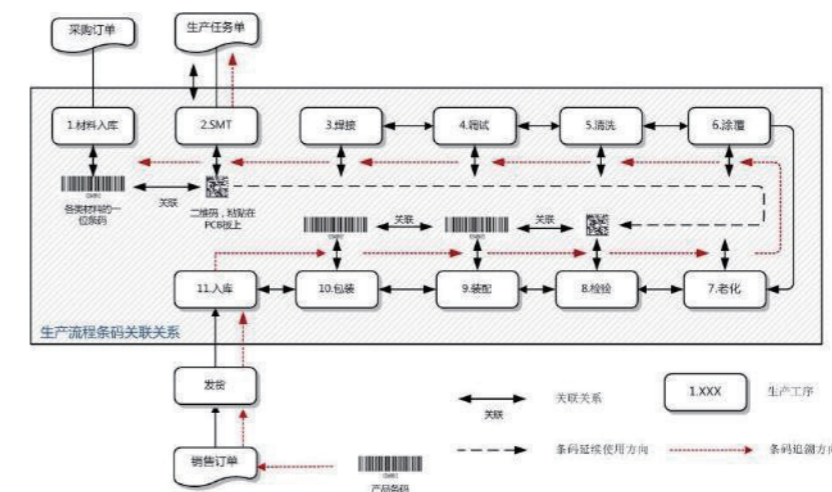 采购订单
生产任务单
1.材料入库
2.SMT
3.焊接
4.调试
5.清洗
6.涂覆
关联
各类材料的一
位条码
二维码，粘贴在
PCB板上
关联
关联
11.入库
10.包装
9.装配
8.检验
7.老化
生产流程条码关联关系
发货
销售订单
产品条码
关联
关联关系
1.XXX
生产工序
条码延续使用方向
条码追溯方向